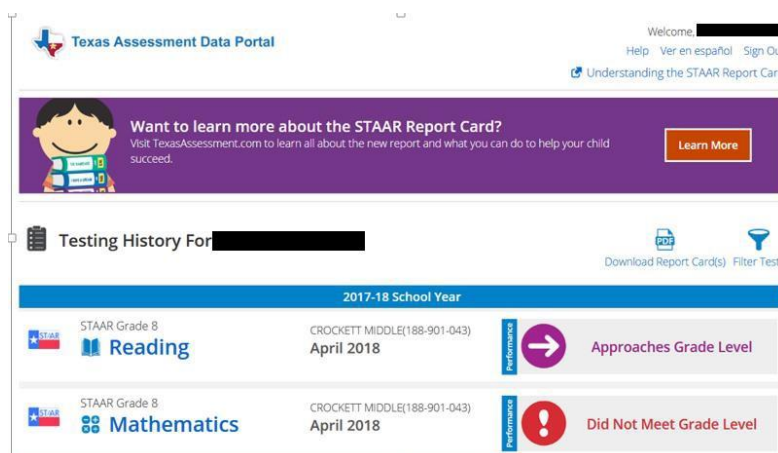 Texas Assessment Data Portal
Welcome,
Help Ver en español Sign Ou
Understanding the STAAR Report Car
Want to learn more about the STAAR Report Card?
Visit TexasAssessment.com to learn all about the new report and what you can do to help your child
succeed.
Learn More
Testing History For
PDF
Download Report Card(s) Filter Test
2017-18 School Year
STAAR
STAAR Grade 8
Reading
CROCKETT MIDDLE(188-901-043)
April 2018
Performance
Approaches Grade Level
STAAR
STAAR Grade 8
Mathematics
CROCKETT MIDDLE(188-901-043)
April 2018
Performance
Did Not Meet Grade Level